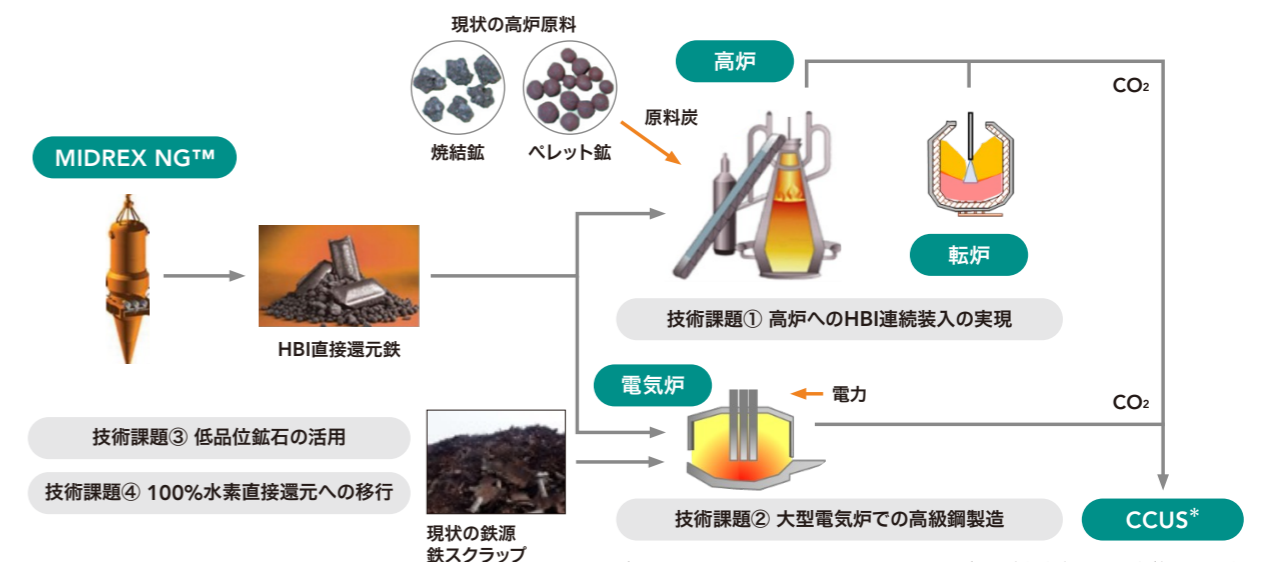 現状の高炉原料
高炉
CO2
原料炭
焼結鉱
ペレット鉱
MIDREX NG™
転炉
技術課題① 高炉へのHBI連続装入の実現
HBI直接還元鉄
電気炉
電力
CO2
技術課題③ 低品位鉱石の活用
技術課題④ 100%水素直接還元への移行
技術課題② 大型電気炉での高級鋼製造
CCUS*
現状の鉄源
鉄スクラップ